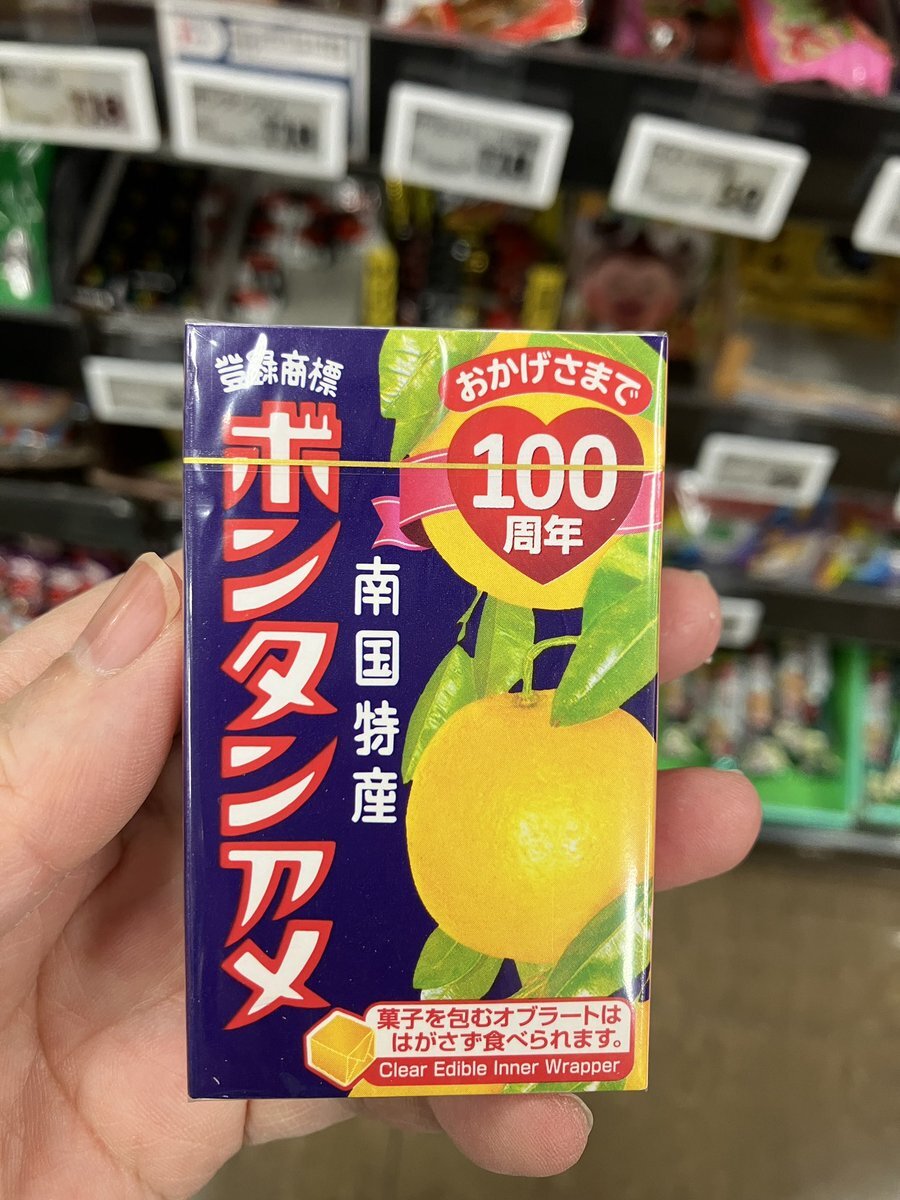 登録商標
ボンタンアメ
南国特産
おかげさまで
100
周年
菓子を包むオブラートは
はがさず食べられます。
Clear Edible Inner Wrapper